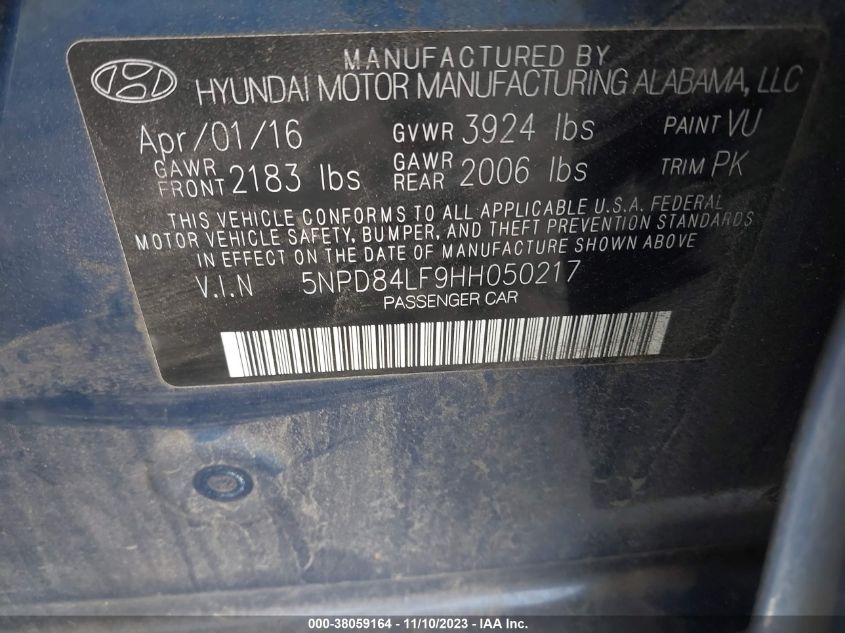 MANUFACTURED BY
HYUNDAI MOTOR MANUFACTURING ALABAMA, LLC
Apr/01/16 GVWR 3924 lbs PAINT VU
GAWR FRONT 2183 lbs GAWR REAR 2006 lbs TRIM PK
THIS VEHICLE CONFORMS TO ALL APPLICABLE U.S.A. FEDERAL
MOTOR VEHICLE SAFETY, BUMPER, AND THEFT PREVENTION STANDARDS
IN EFFECT ON THE DATE OF MANUFACTURE SHOWN ABOVE
V.I.N 5NPD84LF9HH050217
PASSENGER CAR
000-38059164 - 11/10/2023 - IAA Inc.